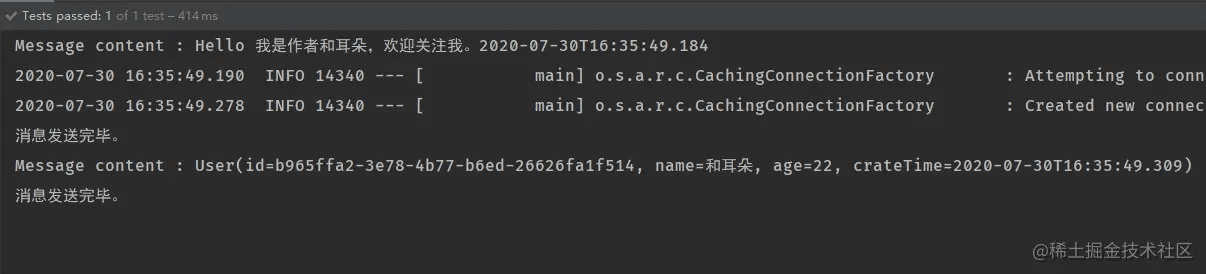 Tests passed: 1 of 1 test – 414 ms
Message content : Hello 我是作者和耳朵，欢迎关注我。2020-07-30T16:35:49.184
2020-07-30 16:35:49.190  INFO 14340 --- [           main] o.s.a.r.c.CachingConnectionFactory       : Attempting to conn
2020-07-30 16:35:49.278  INFO 14340 --- [           main] o.s.a.r.c.CachingConnectionFactory       : Created new connec
消息发送完毕。
Message content : User(id=b965ffa2-3e78-4b77-b6ed-26626fa1f514, name=和耳朵, age=22, crateTime=2020-07-30T16:35:49.309)
消息发送完毕。
@稀土掘金技术社区